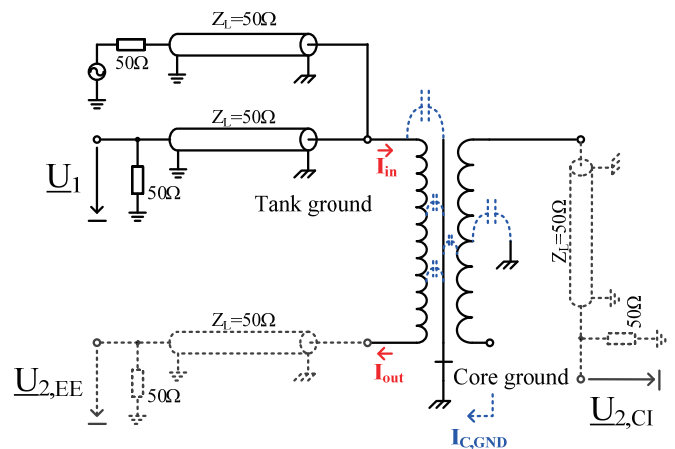 Z_L=50Ω
50Ω
Z_L=50Ω
U_1
50Ω
I_in
Tank ground
Z_L=50Ω
Z_L=50Ω
50Ω
U_2,EE
50Ω
I_out
Core ground
U_2,CI
I_C,GND